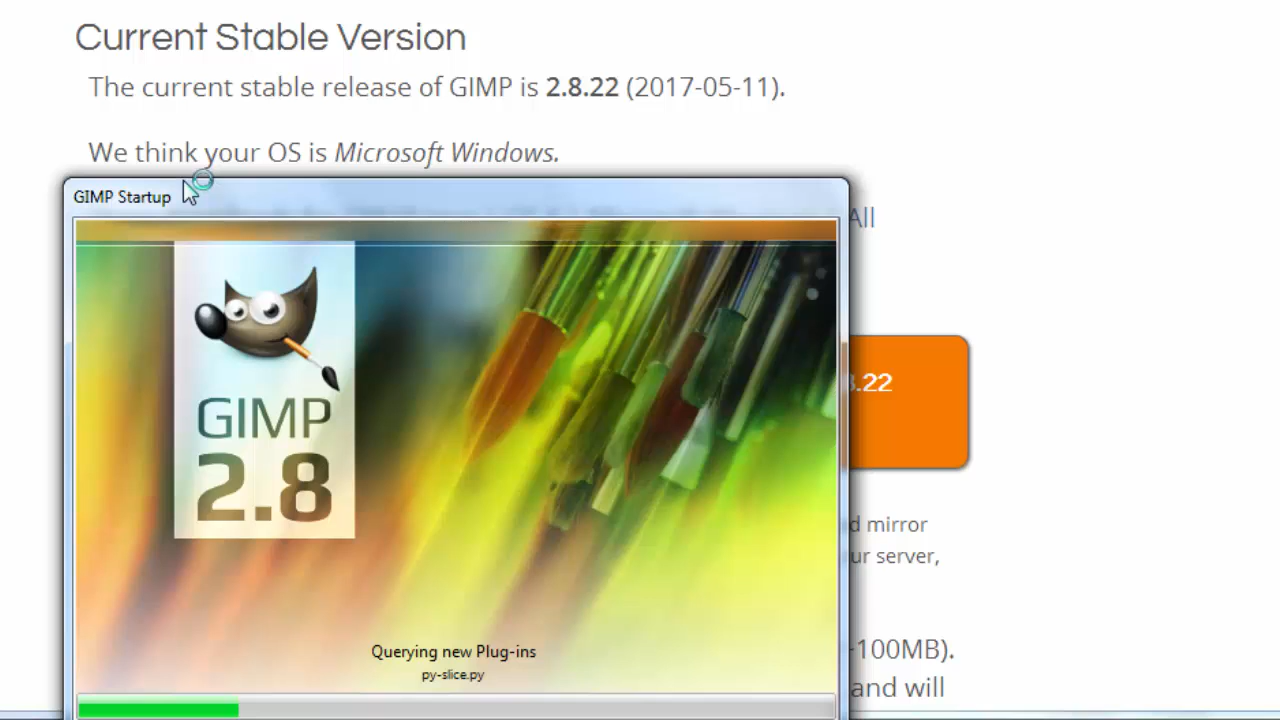 Current Stable Version
The current stable release of GIMP is 2.8.22 (2017-05-11).
We think your OS is Microsoft Windows.
GIMP Startup
All
GIMP
2.8
.22
mirror
server,
Querying new Plug-ins
py-slice.py
100MB).
and will